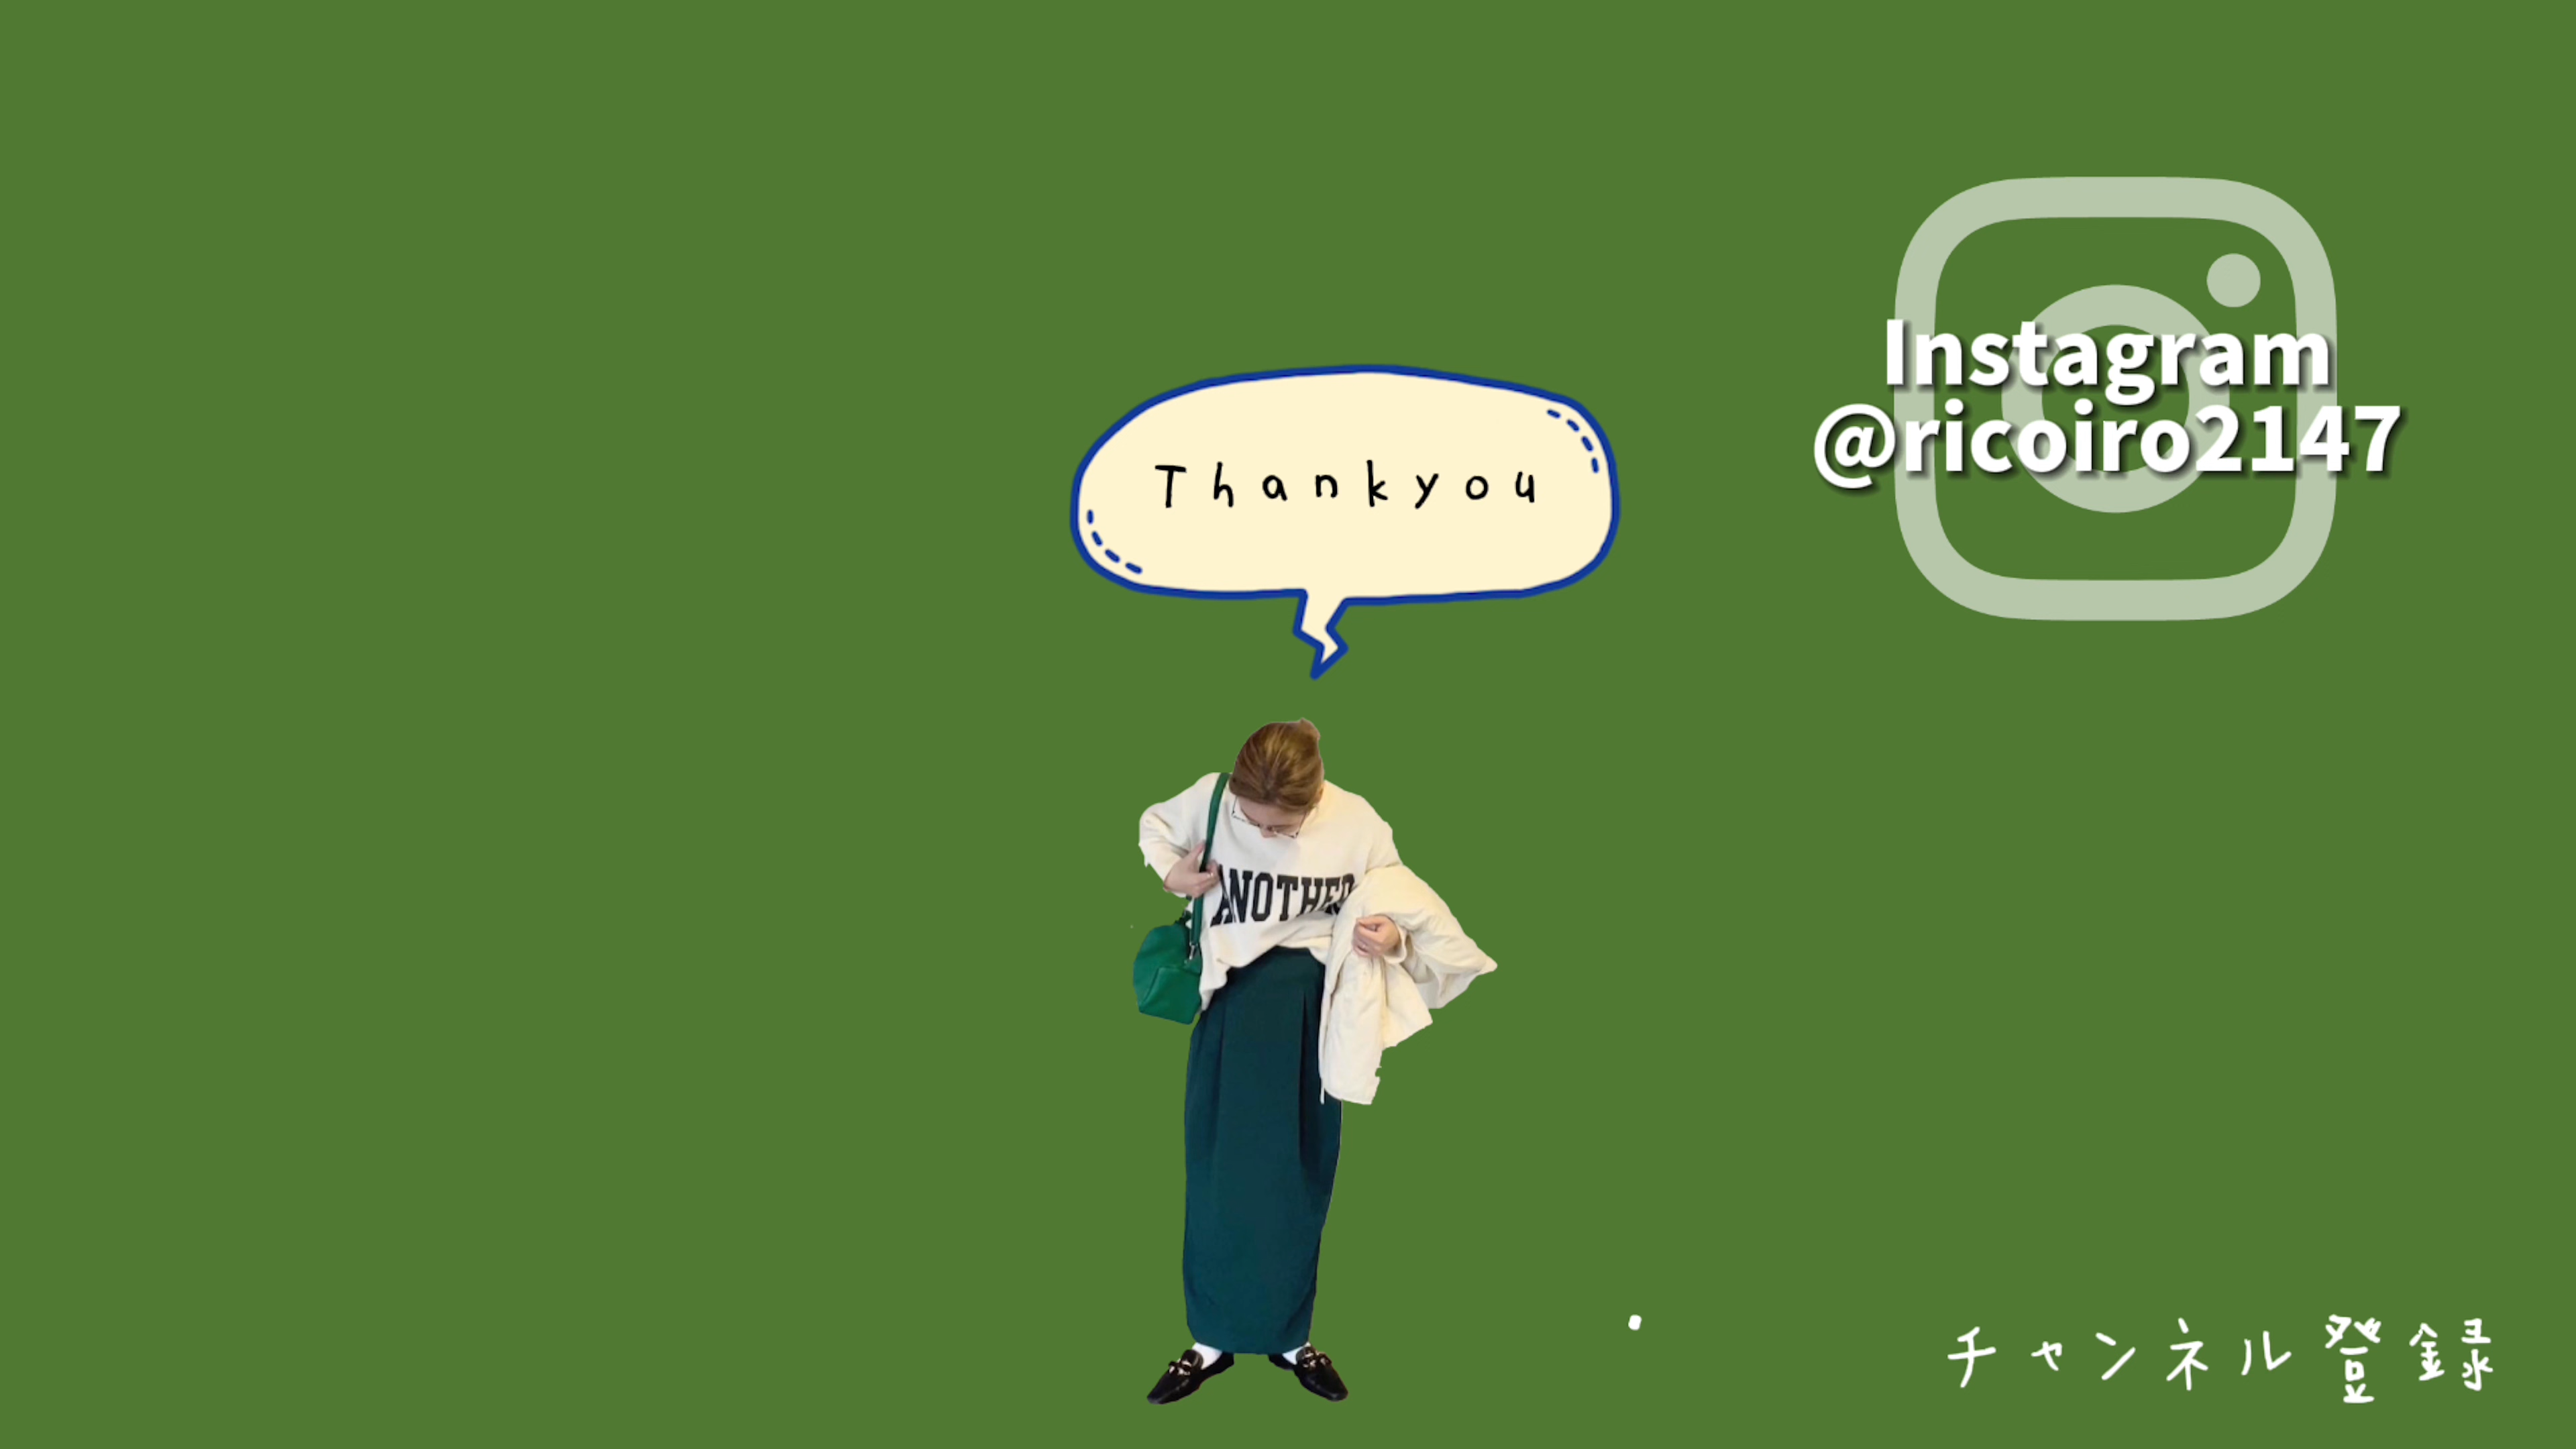 Instagram
@ricoiro2147
Thankyou
ANOTHER
チャンネル登録